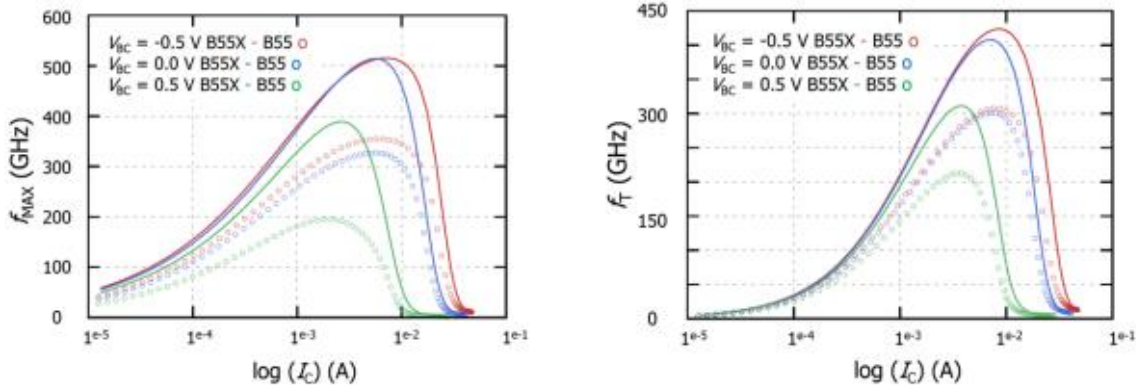 600
500
400
300
200
100
0
f_MAX (GHz)
V_BC = -0.5 V B55X - B55
V_BC = 0.0 V B55X - B55
V_BC = 0.5 V B55X - B55
1e-5
1e-4
1e-3
1e-2
1e-1
log (I_C) (A)
450
300
150
0
f_T (GHz)
V_BC = -0.5 V B55X - B55
V_BC = 0.0 V B55X - B55
V_BC = 0.5 V B55X - B55
1e-5
1e-4
1e-3
1e-2
1e-1
log (I_C) (A)